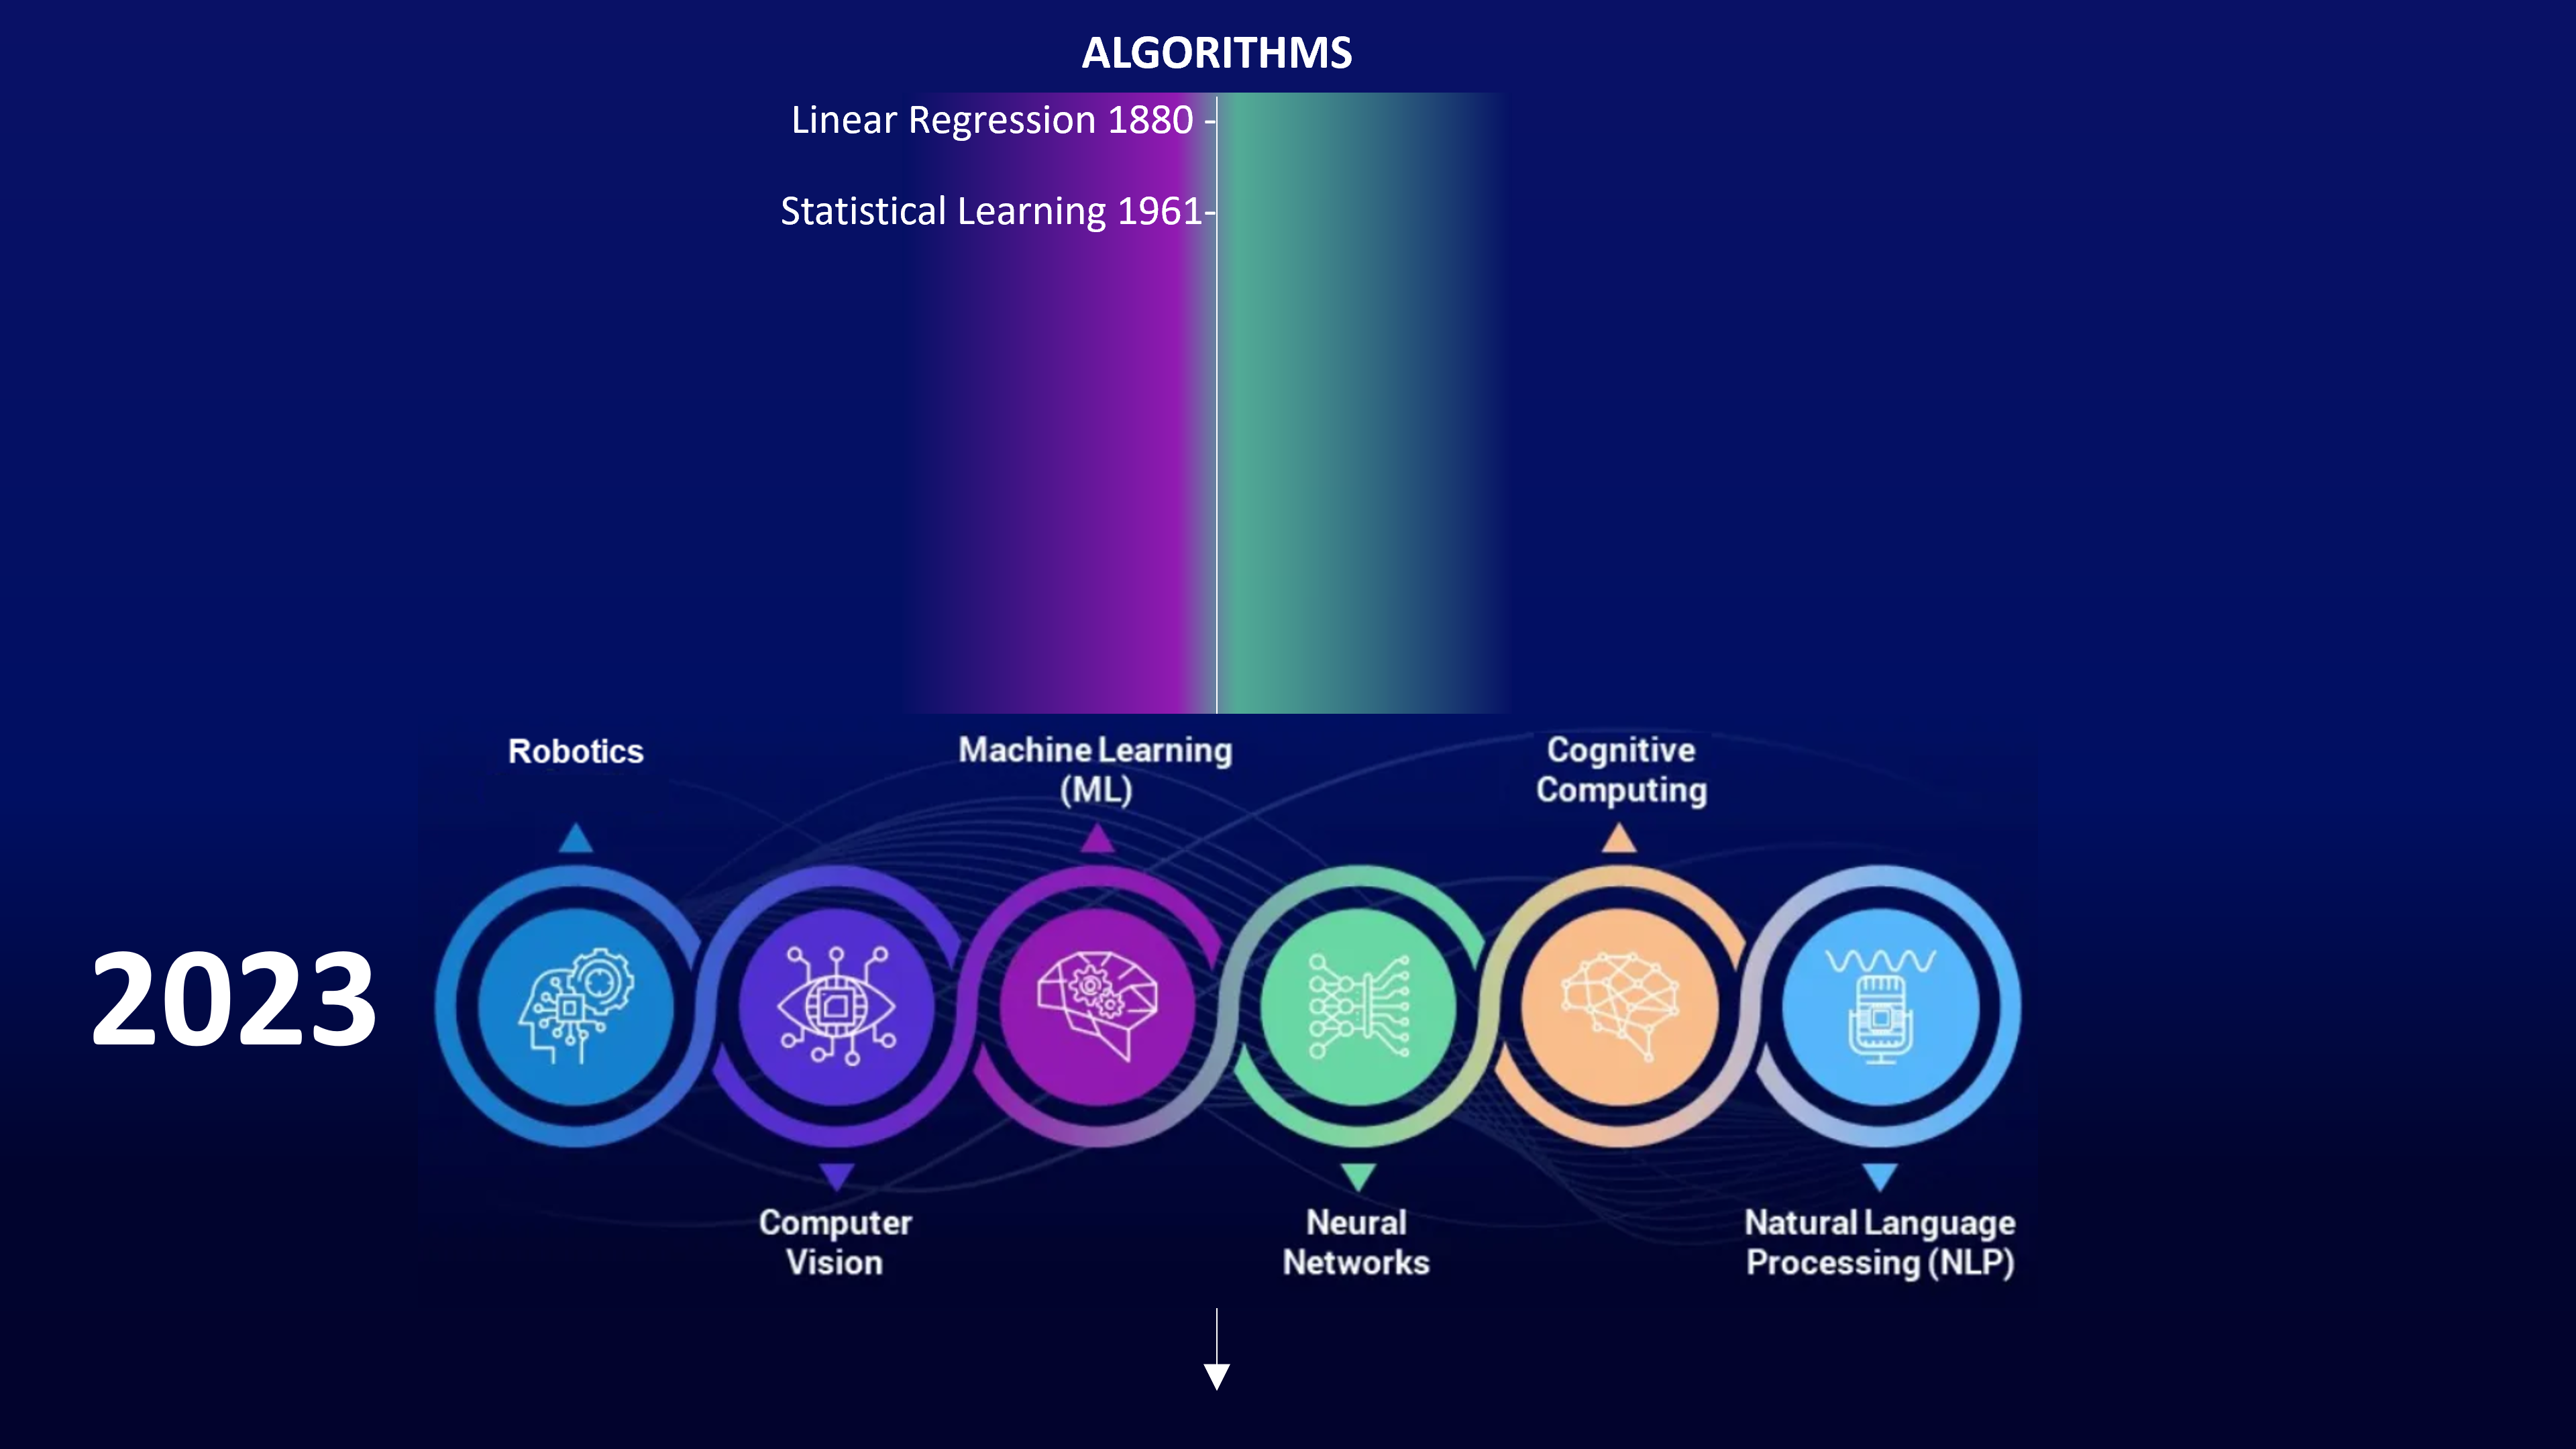 ALGORITHMS
Linear Regression 1880 -
Statistical Learning 1961-
Robotics
Machine Learning
(ML)
Cognitive
Computing
2023
Computer
Vision
Neural
Networks
Natural Language
Processing (NLP)